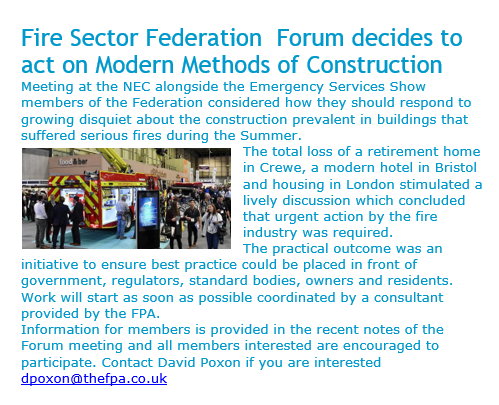 Fire Sector Federation  Forum decides to
act on Modern Methods of Construction
Meeting at the NEC alongside the Emergency Services Show
members of the Federation considered how they should respond to
growing disquiet about the construction prevalent in buildings that
suffered serious fires during the Summer.
The total loss of a retirement home
in Crewe, a modern hotel in Bristol
and housing in London stimulated a
lively discussion which concluded
that urgent action by the fire
industry was required.
The practical outcome was an
initiative to ensure best practice could be placed in front of
government, regulators, standard bodies, owners and residents.
Work will start as soon as possible coordinated by a consultant
provided by the FPA.
Information for members is provided in the recent notes of the
Forum meeting and all members interested are encouraged to
participate. Contact David Poxon if you are interested
dpoxon@thefpa.co.uk